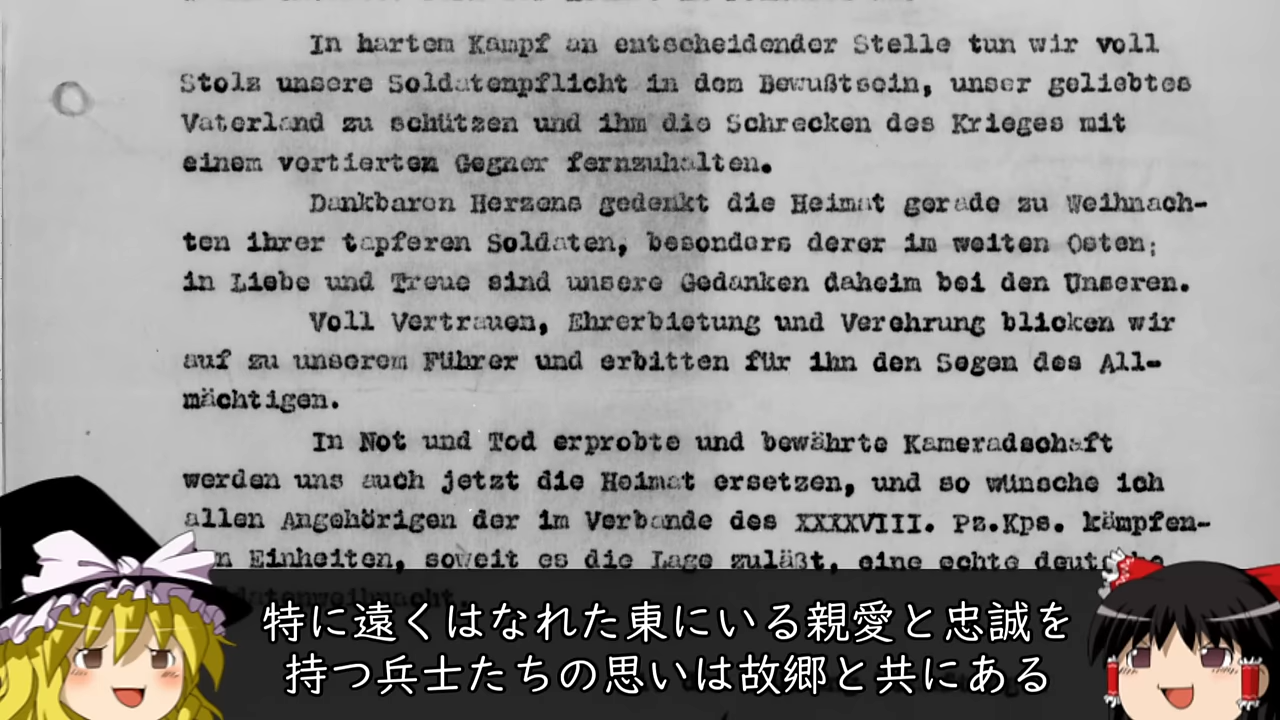 In hartem Kampf an entscheidender Stelle tun wir voll
Stolz unsere Soldatenpflicht in dem Bewußtsein, unser geliebtes
Vaterland zu schützen und ihm die Schrecken des Krieges mit
einem vertierten Gegner fernzuhalten.
Dankbaren Herzens gedenkt die Heimat gerade zu Weihnach-
ten ihrer tapferen Soldaten, besonders derer im weiten Osten;
in Liebe und Treue sind unsere Gedanken daheim bei den Unseren.
Voll Vertrauen, Ehrerbietung und Verehrung blicken wir
auf zu unserem Führer und erbitten für ihn den Segen des All-
mächtigen.
In Not und Tod erprobte und bewährte Kameradschaft
werden uns auch jetzt die Heimat ersetzen, und so wünsche ich
allen Angehörigen der im Verbande des XXXXVIII. Pz.Kps. kämpfen-
Einheiten, soweit es die Lage zuläßt, eine echte deutsche
特に遠くはなれた東にいる親愛と忠誠を
持つ兵士たちの思いは故郷と共にある